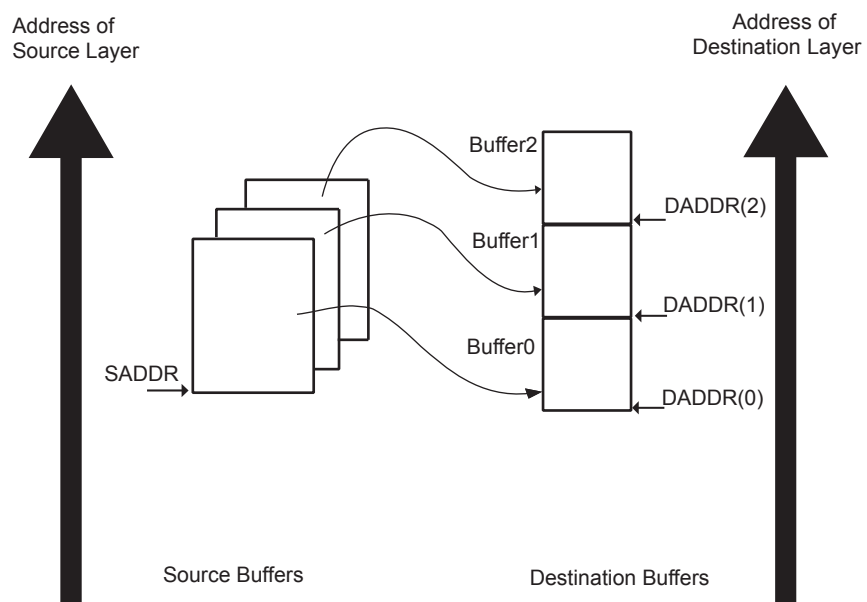 Address of
Source Layer
Address of
Destination Layer
Buffer2
DADDR(2)
Buffer1
DADDR(1)
Buffer0
SADDR
DADDR(0)
Source Buffers
Destination Buffers